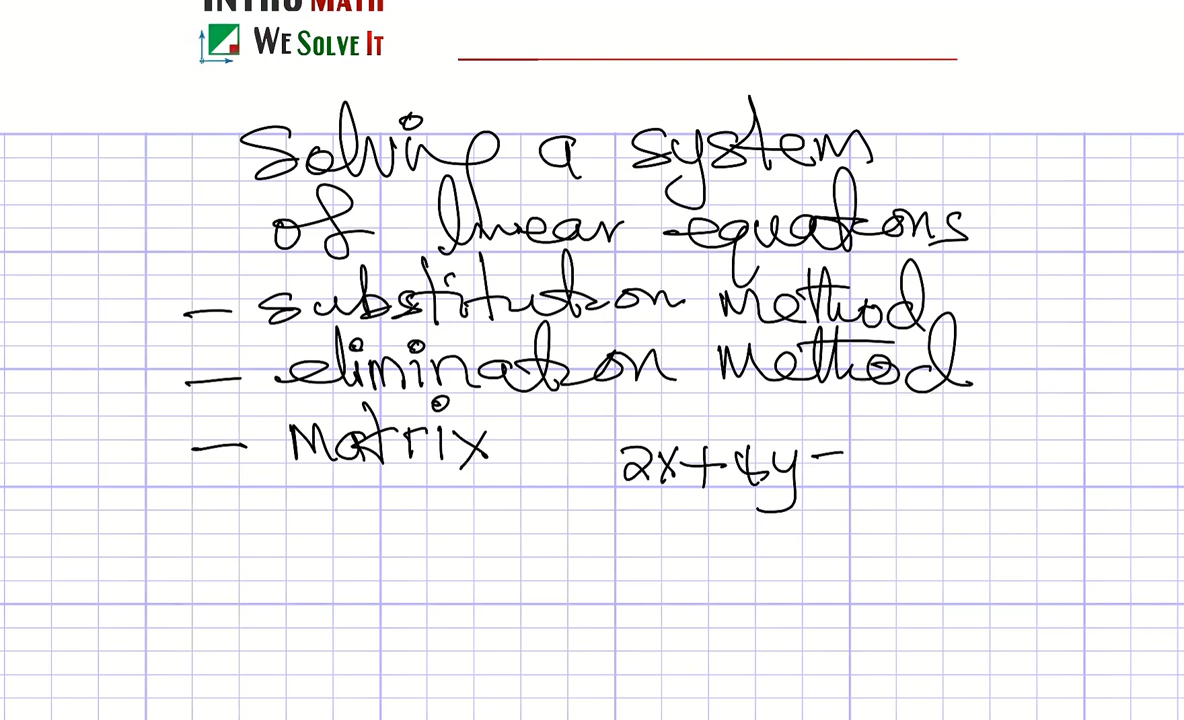 INTRO MATH
WE SOLVE IT
Solving a system
of linear equations
- substitution Method
- elimination Method
- Matrix
2x+4y-